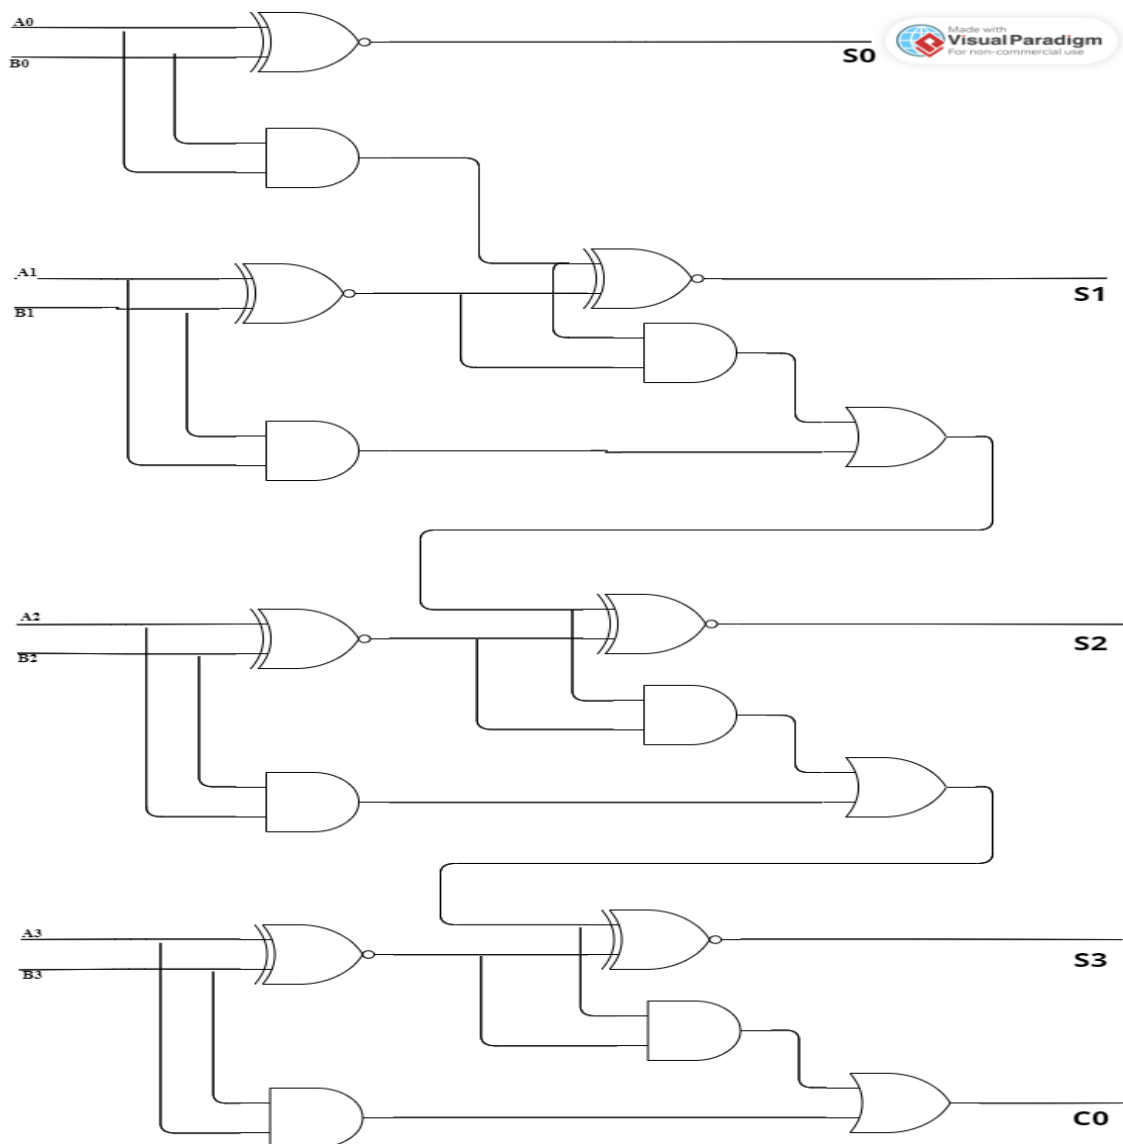 A0
B0
S0
Made with
Visual Paradigm
For non-commercial use
A1
B1
S1
A2
B2
S2
A3
B3
S3
C0